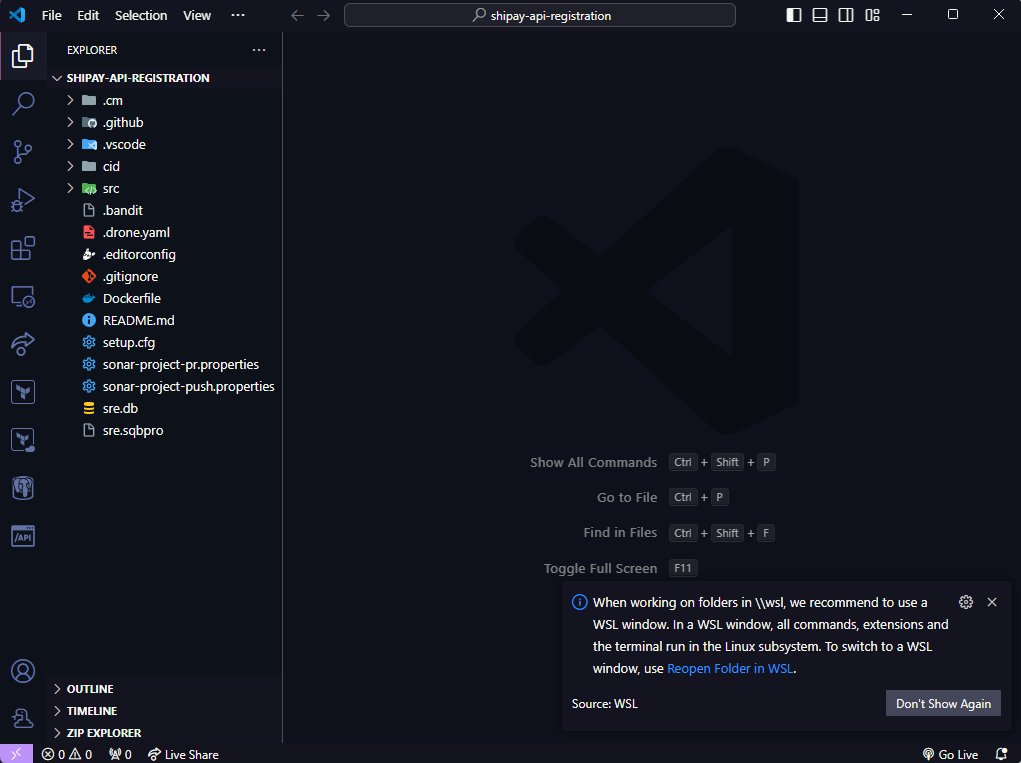 File Edit Selection View ··· shipay-api-registration
EXPLORER ···
SHIPAY-API-REGISTRATION
.cm
.github
.vscode
cid
src
.bandit
.drone.yaml
.editorconfig
.gitignore
Dockerfile
README.md
setup.cfg
sonar-project-pr.properties
sonar-project-push.properties
sre.db
sre.sqbpro
/API
OUTLINE
TIMELINE
ZIP EXPLORER
Show All Commands Ctrl + Shift + P
Go to File Ctrl + P
Find in Files Ctrl + Shift + F
Toggle Full Screen F11
When working on folders in \\wsl, we recommend to use a
WSL window. In a WSL window, all commands, extensions and
the terminal run in the Linux subsystem. To switch to a WSL
window, use Reopen Folder in WSL.
Source: WSL Don't Show Again
0 0 0 Live Share Go Live